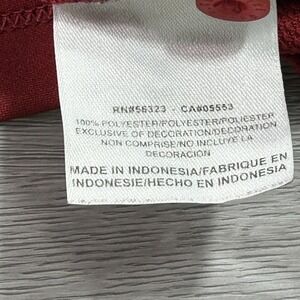 RN#56323 - CA#05553
100% POLYESTER/POLYESTER/POLIESTER
EXCLUSIVE OF DECORATION/DECORATION
NON COMPRISE/NO INCLUYE LA
DECORACION
MADE IN INDONESIA/FABRIQUE EN
INDONESIE/HECHO EN INDONESIA